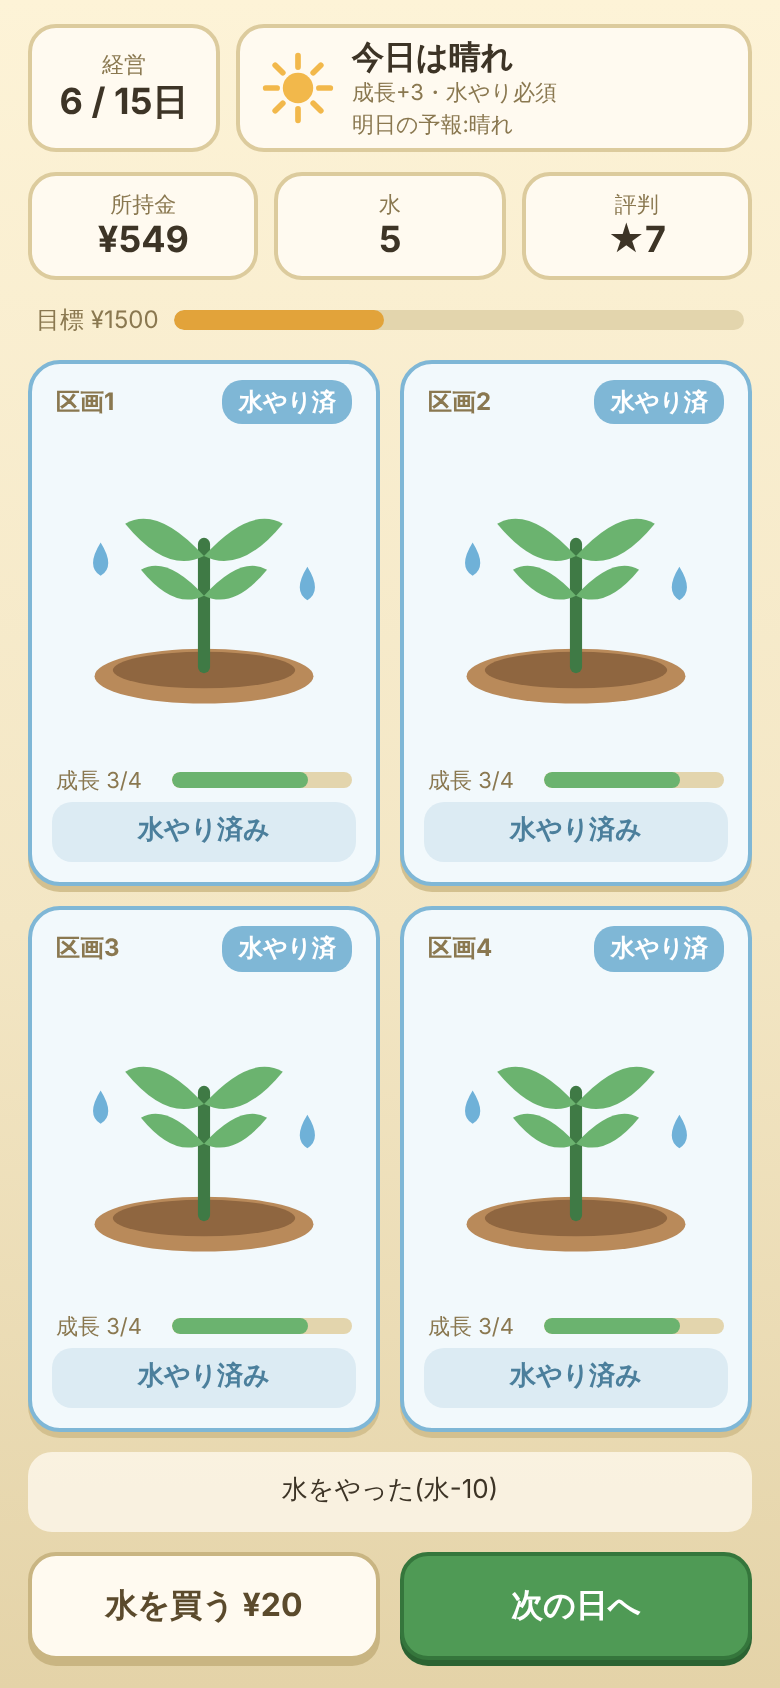 経営
6 / 15日
今日は晴れ
成長+3・水やり必須
明日の予報:晴れ
所持金
¥549
水
5
評判
★7
目標 ¥1500
区画1
水やり済
成長 3/4
水やり済み
区画2
水やり済
成長 3/4
水やり済み
区画3
水やり済
成長 3/4
水やり済み
区画4
水やり済
成長 3/4
水やり済み
水をやった(水-10)
水を買う ¥20
次の日へ